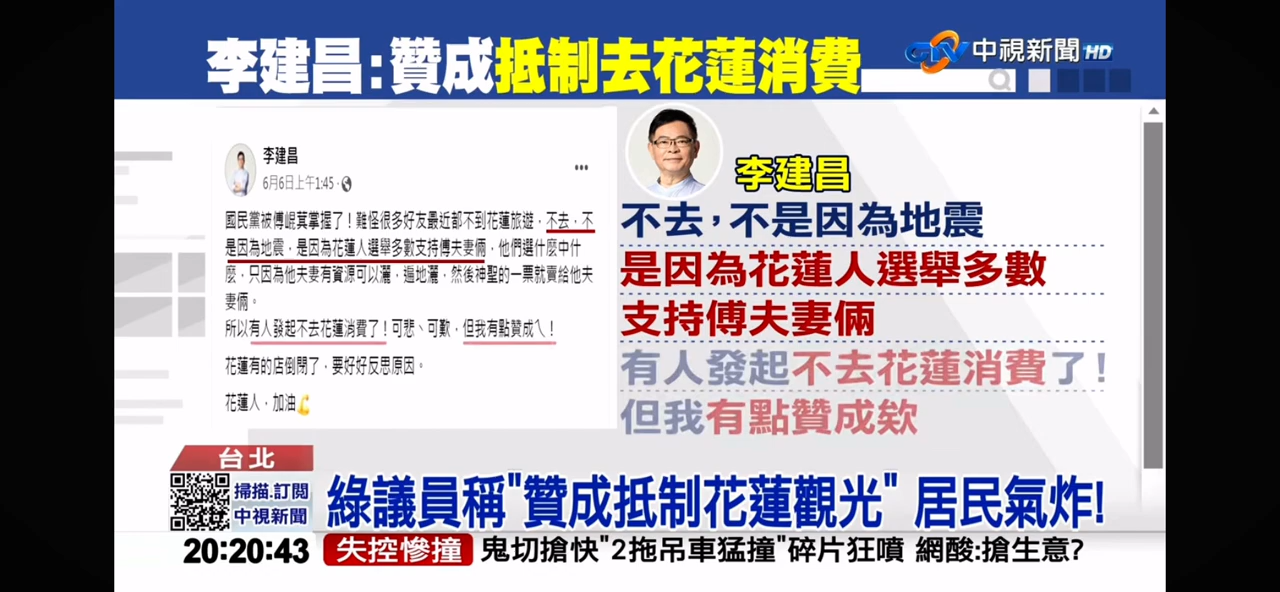 李建昌:贊成抵制去花蓮消費
CTV 中視新聞 HD
李建昌
6月6日上午1:45
國民黨被傅崐萁掌握了！難怪很多好友最近都不到花蓮旅遊，不去，不
是因為地震，是因為花蓮人選舉多數支持傅夫妻倆，他們選什麼中什
麼，只因為他夫妻有資源可以灑，遍地灑，然後神聖的一票就賣給他夫
妻倆。
所以有人發起不去花蓮消費了！可悲、可歎，但我有點贊成ㄟ！
花蓮有的店倒閉了，要好好反思原因。
花蓮人，加油💪
李建昌
不去，不是因為地震
是因為花蓮人選舉多數
支持傅夫妻倆
有人發起不去花蓮消費了！
但我有點贊成欸
台北
掃描.訂閱
中視新聞
綠議員稱"贊成抵制花蓮觀光" 居民氣炸!
20:20:43 失控慘撞 鬼切搶快"2拖吊車猛撞"碎片狂噴 網酸:搶生意?